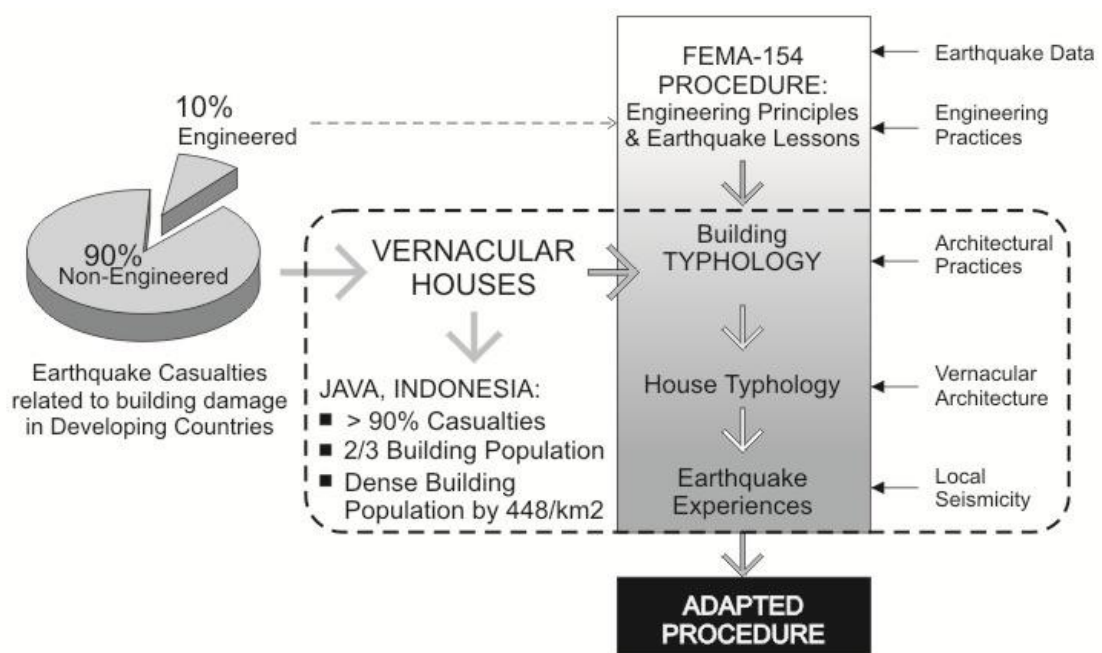 10%
Engineered
90%
Non-Engineered
Earthquake Casualties
related to building damage
in Developing Countries
VERNACULAR
HOUSES
JAVA, INDONESIA:
■ > 90% Casualties
■ 2/3 Building Population
■ Dense Building
Population by 448/km2
FEMA-154
PROCEDURE:
Engineering Principles
& Earthquake Lessons
Building
TYPHOLOGY
House Typhology
Earthquake
Experiences
ADAPTED
PROCEDURE
Earthquake Data
Engineering
Practices
Architectural
Practices
Vernacular
Architecture
Local
Seismicity